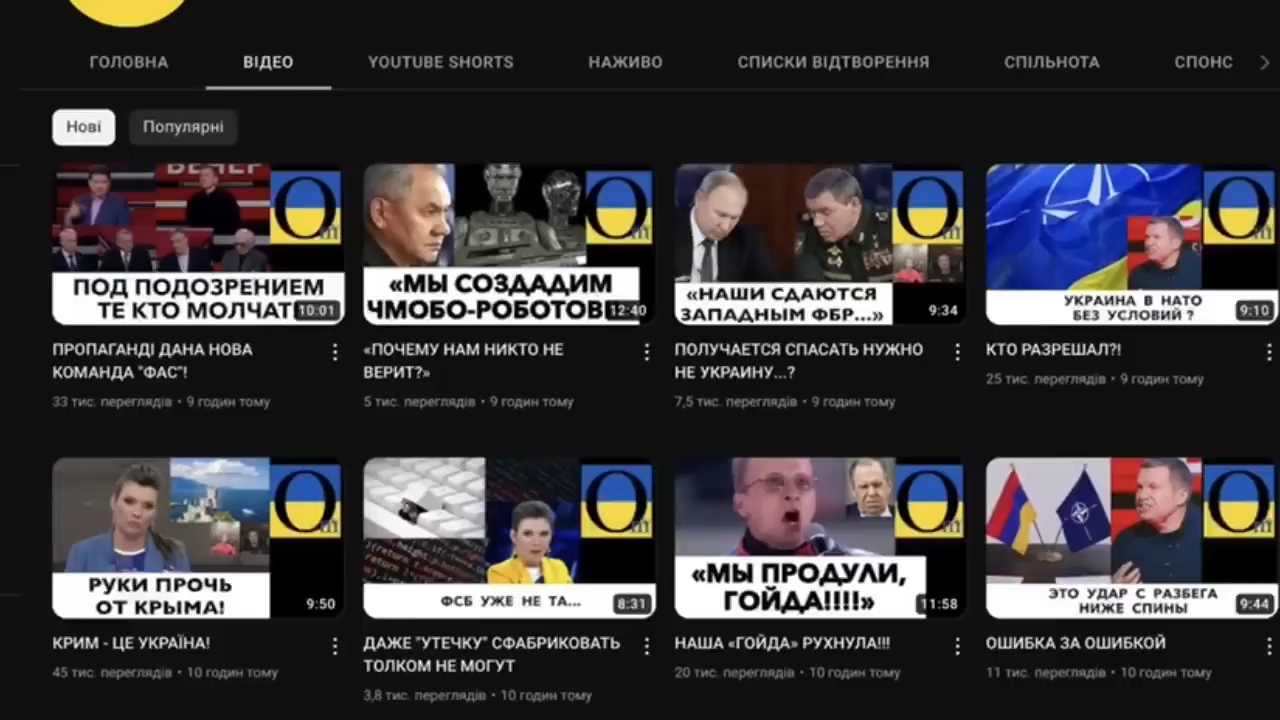 ГОЛОВНА ВІДЕО YOUTUBE SHORTS НАЖИВО СПИСКИ ВІДТВОРЕННЯ СПІЛЬНОТА СПОНС
Нові Популярні
ВЕЧЕР
ПОД ПОДОЗРЕНИЕМ
ТЕ КТО МОЛЧАТ
10:01
ПРОПАГАНДІ ДАНА НОВА
КОМАНДА "ФАС"!
33 тис. переглядів • 9 годин тому
«МЫ СОЗДАДИМ
ЧМОБО-РОБОТОВ
12:40
«ПОЧЕМУ НАМ НИКТО НЕ
ВЕРИТ?»
5 тис. переглядів • 9 годин тому
«НАШИ СДАЮТСЯ
ЗАПАДНЫМ ФБР...»
9:34
ПОЛУЧАЕТСЯ СПАСАТЬ НУЖНО
НЕ УКРАИНУ...?
7,5 тис. переглядів • 9 годин тому
УКРАИНА В НАТО
БЕЗ УСЛОВИЙ ?
9:10
КТО РАЗРЕШАЛ?!
25 тис. переглядів • 9 годин тому
РУКИ ПРОЧЬ
ОТ КРЫМА!
9:50
КРИМ - ЦЕ УКРАЇНА!
45 тис. переглядів • 10 годин тому
ФСБ УЖЕ НЕ ТА...
8:31
ДАЖЕ "УТЕЧКУ" СФАБРИКОВАТЬ
ТОЛКОМ НЕ МОГУТ
3,8 тис. переглядів • 10 годин тому
«МЫ ПРОДУЛИ,
ГОЙДА!!!!»
11:58
НАША «ГОЙДА» РУХНУЛА!!!
20 тис. переглядів • 10 годин тому
ЭТО УДАР С РАЗБЕГА
НИЖЕ СПИНЫ
9:44
ОШИБКА ЗА ОШИБКОЙ
11 тис. переглядів • 10 годин тому